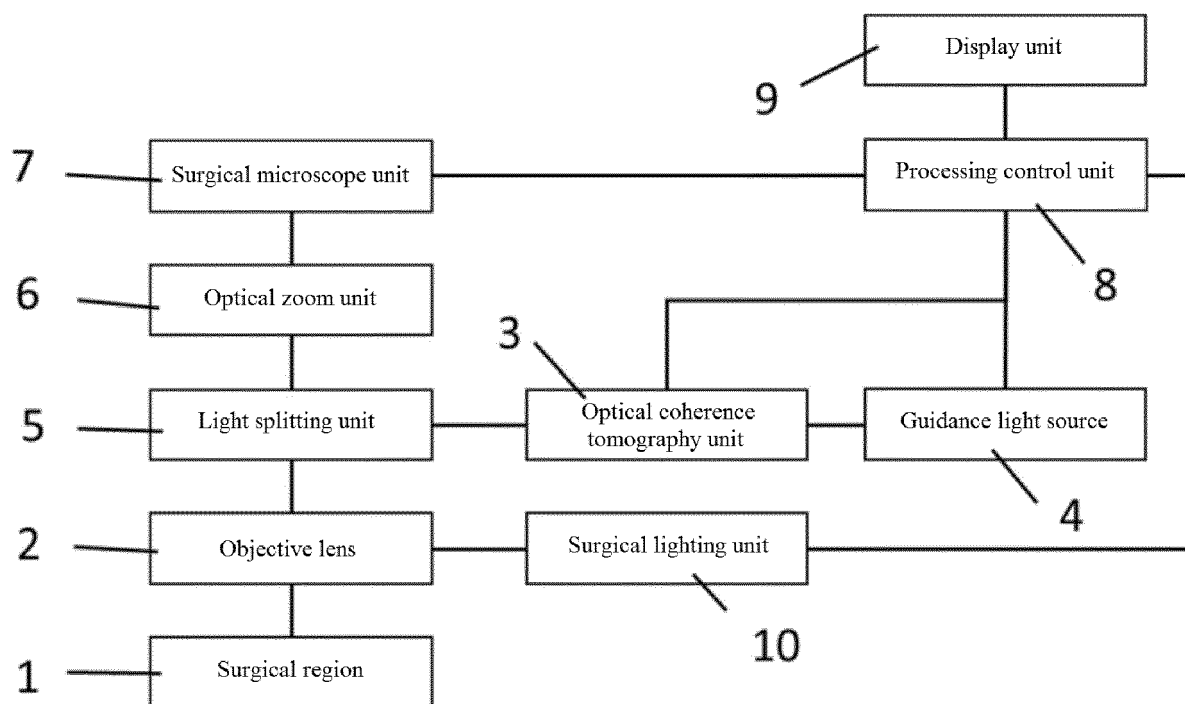 Display unit
9
7
Surgical microscope unit
Processing control unit
8
6
Optical zoom unit
3
5
Light splitting unit
Optical coherence
tomography unit
Guidance light source
4
2
Objective lens
Surgical lighting unit
10
1
Surgical region